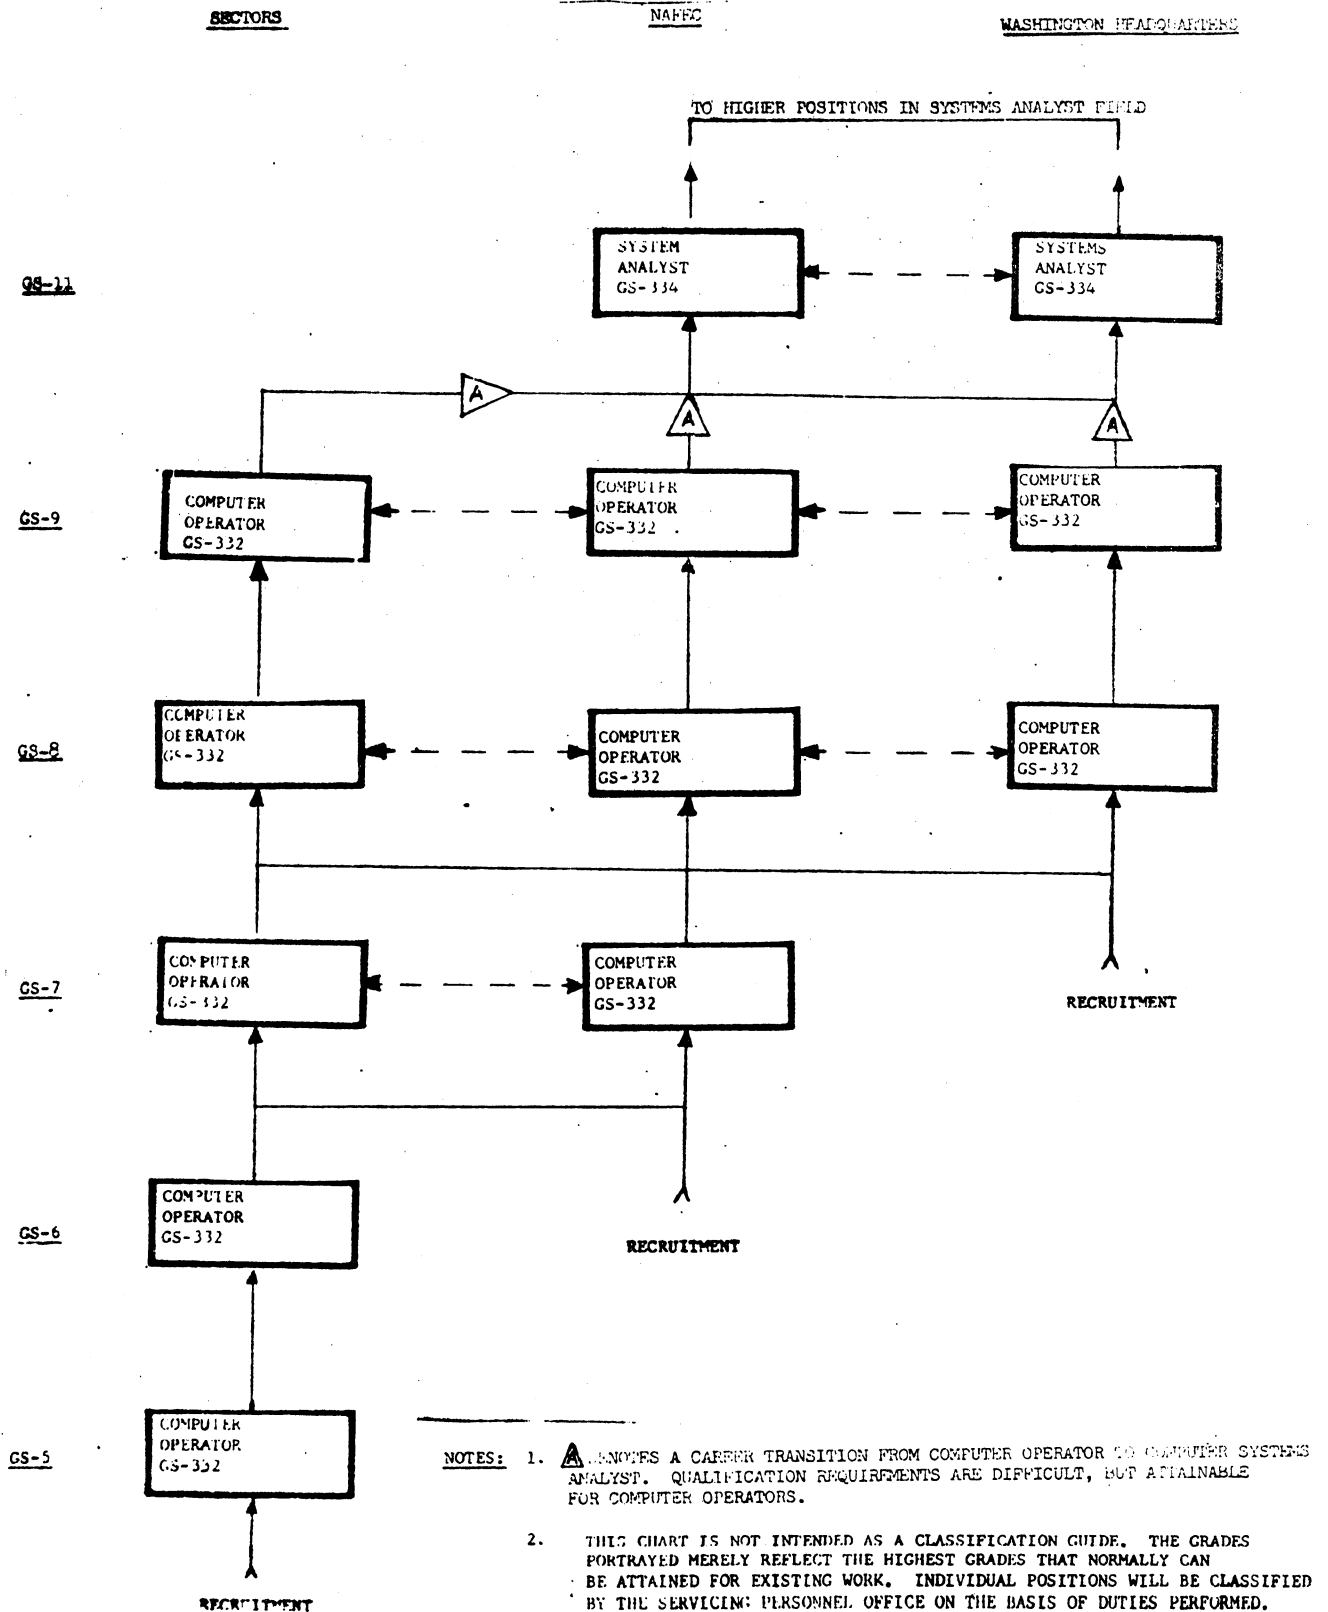 SECTORS
NAFEC
WASHINGTON HEADQUARTERS
TO HIGHER POSITIONS IN SYSTEMS ANALYST FIELD
GS-11
SYSTEM
ANALYST
GS-334
SYSTEMS
ANALYST
GS-334
A
A
A
GS-9
COMPUTER
OPERATOR
GS-332
COMPUTER
OPERATOR
GS-332
COMPUTER
OPERATOR
GS-332
GS-8
COMPUTER
OPERATOR
GS-332
COMPUTER
OPERATOR
GS-332
COMPUTER
OPERATOR
GS-332
GS-7
COMPUTER
OPERATOR
GS-332
COMPUTER
OPERATOR
GS-332
RECRUITMENT
GS-6
COMPUTER
OPERATOR
GS-332
RECRUITMENT
GS-5
COMPUTER
OPERATOR
GS-332
RECRUITMENT
NOTES: 1. A DENOTES A CAREER TRANSITION FROM COMPUTER OPERATOR TO COMPUTER SYSTEMS
ANALYST. QUALIFICATION REQUIREMENTS ARE DIFFICULT, BUT ATTAINABLE
FOR COMPUTER OPERATORS.
2. THIS CHART IS NOT INTENDED AS A CLASSIFICATION GUIDE. THE GRADES
PORTRAYED MERELY REFLECT THE HIGHEST GRADES THAT NORMALLY CAN
BE ATTAINED FOR EXISTING WORK. INDIVIDUAL POSITIONS WILL BE CLASSIFIED
BY THE SERVICING PERSONNEL OFFICE ON THE BASIS OF DUTIES PERFORMED.